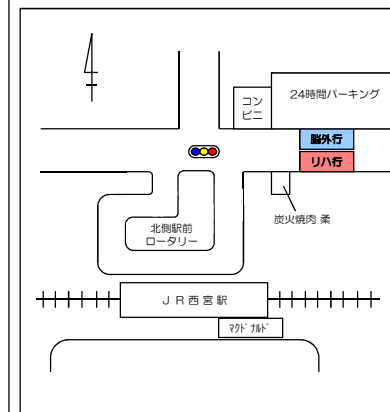 コン
ビニ
24時間パーキング
脳外行
リハ行
炭火焼肉 柔
北側駅前
ロータリー
ＪＲ西宮駅
ﾏｸﾄﾞﾅﾙﾄﾞ